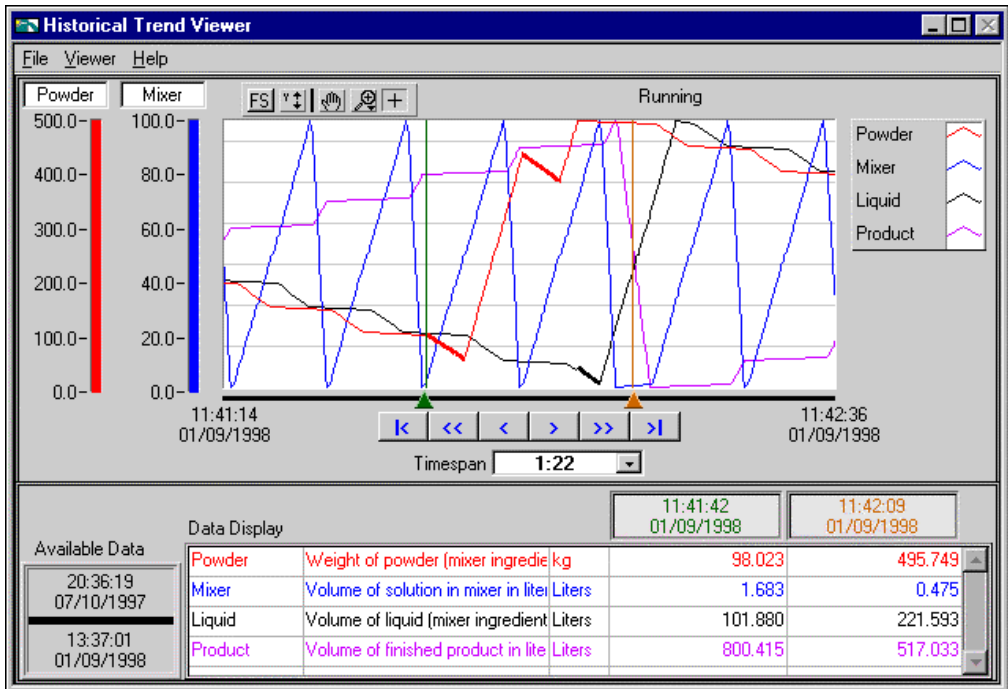 Historical Trend Viewer
File Viewer Help
Powder Mixer FS Y Running
500.0 100.0
400.0 80.0
300.0 60.0
200.0 40.0
100.0 20.0
0.0 0.0
Powder
Mixer
Liquid
Product
11:41:14
01/09/1998
11:42:36
01/09/1998
|< << < > >> >|
Timespan 1:22
11:41:42
01/09/1998
11:42:09
01/09/1998
Data Display
Available Data
20:36:19
07/10/1997
13:37:01
01/09/1998
Powder Weight of powder (mixer ingredie kg 98.023 495.749
Mixer Volume of solution in mixer in liter Liters 1.683 0.475
Liquid Volume of liquid (mixer ingredient Liters 101.880 221.593
Product Volume of finished product in lite Liters 800.415 517.033